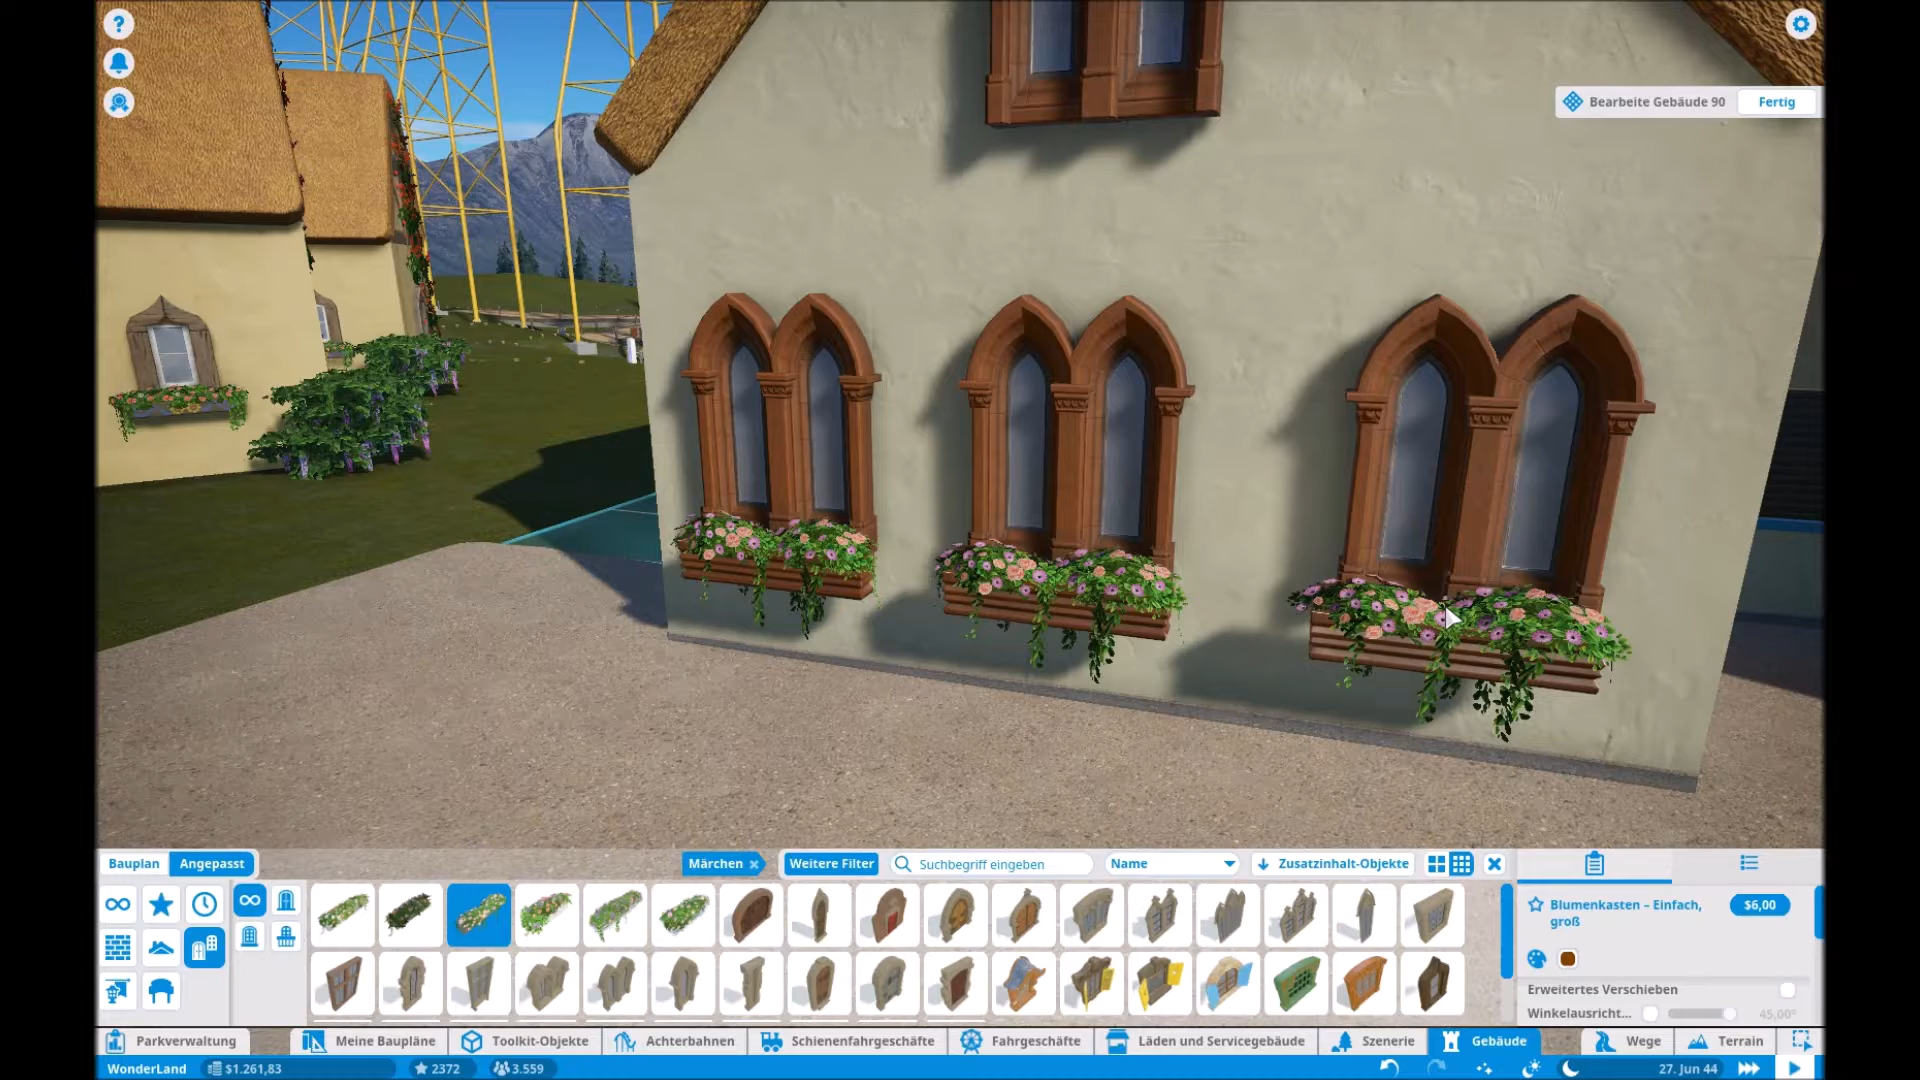 ?
Bearbeite Gebäude 90 Fertig
Bauplan Angepasst Märchen × Weitere Filter Suchbegriff eingeben Name Zusatzinhalt-Objekte
Blumenkasten – Einfach, groß $6,00
Erweitertes Verschieben
Winkelausricht... 45,00°
Parkverwaltung Meine Baupläne Toolkit-Objekte Achterbahnen Schienenfahrgeschäfte Fahrgeschäfte Läden und Servicegebäude Szenerie Gebäude Wege Terrain
WonderLand $1.261,83 2372 3.559 27. Jun 44